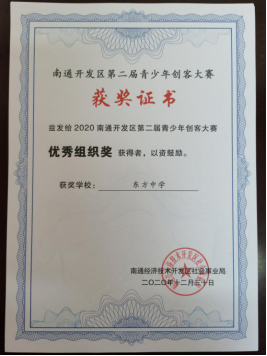 南通开发区第二届青少年创客大赛
获奖证书
兹发给2020南通开发区第二届青少年创客大赛
优秀组织奖 获得者，以资鼓励。
获奖学校： 东方中学
南通经济技术开发区社会事业局
二〇二〇年十二月三十日